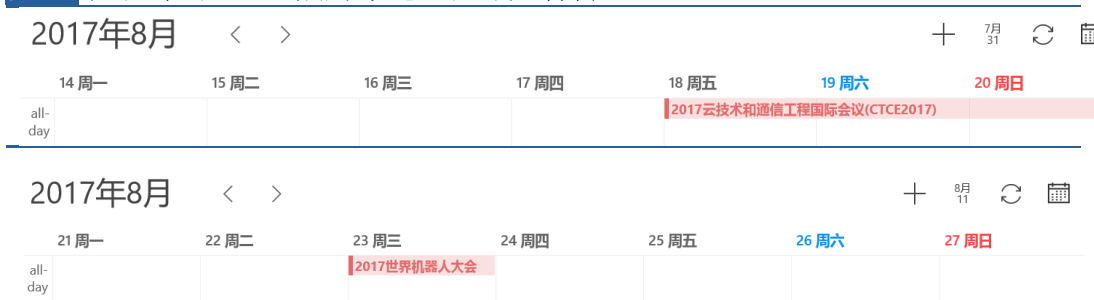 2017年8月
7月
31
14 周一 15 周二 16 周三 17 周四 18 周五 19 周六 20 周日
all-
day
2017云技术和通信工程国际会议(CTCE2017)
2017年8月
8月
11
21 周一 22 周二 23 周三 24 周四 25 周五 26 周六 27 周日
all-
day
2017世界机器人大会